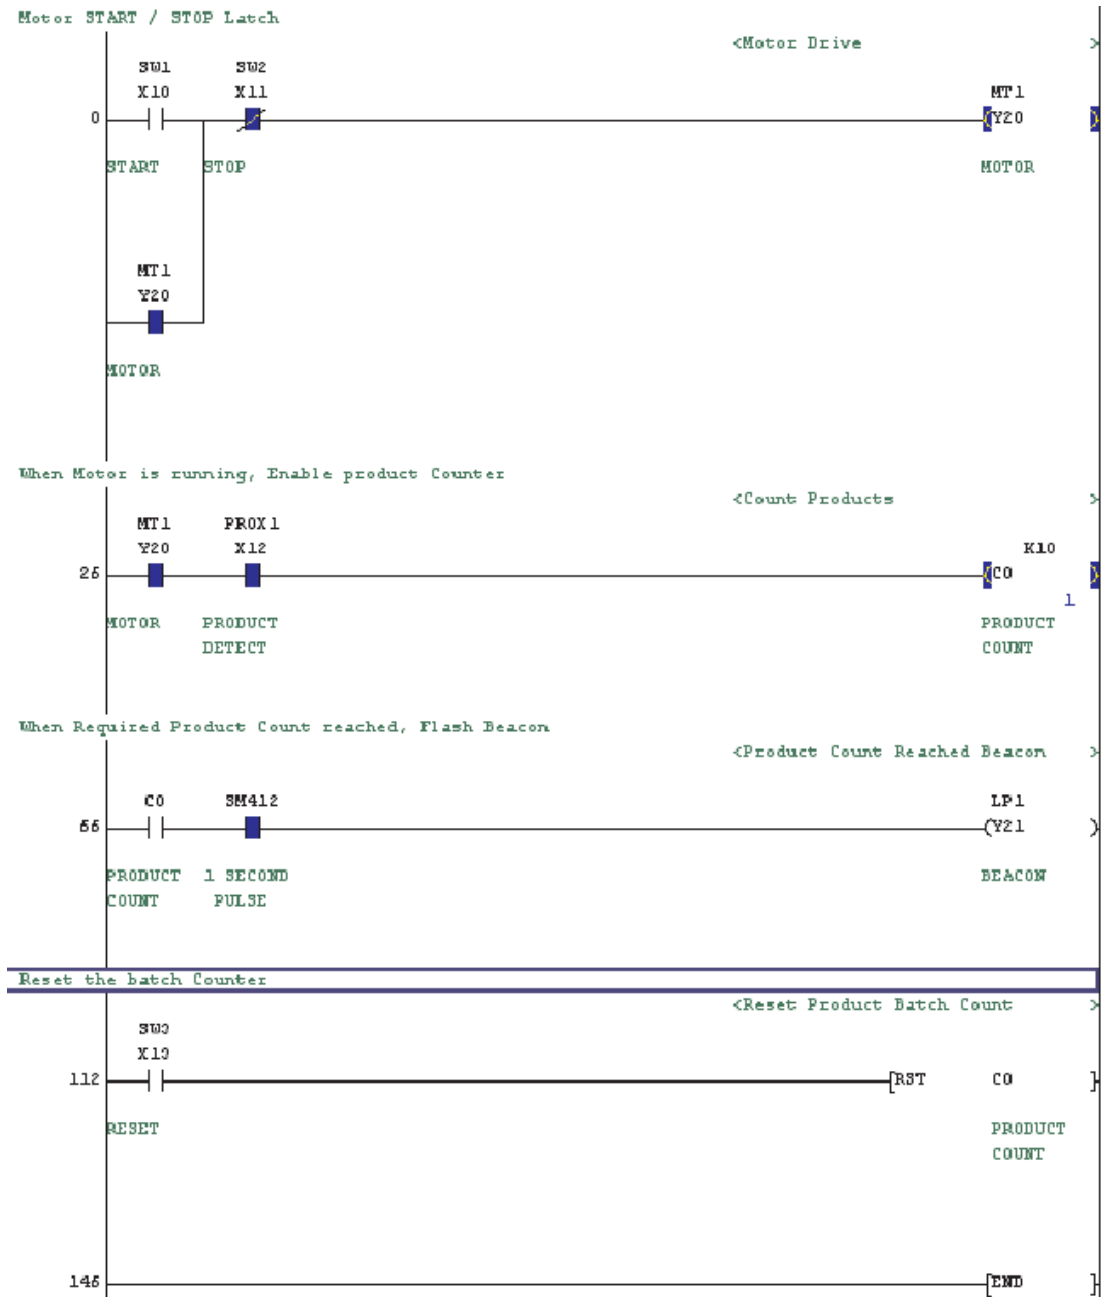 Motor START / STOP Latch
<Motor Drive >
SW1 SW2
X10 X11 MT1
0 (Y20 )
START STOP MOTOR
MT1
Y20
MOTOR
When Motor is running, Enable product Counter
<Count Products >
MT1 PROX1
Y20 X12 K10
(C0 )
1
MOTOR PRODUCT PRODUCT
DETECT COUNT
When Required Product Count reached, Flash Beacon
<Product Count Reached Beacon >
C0 SM412 LP1
(Y21 )
PRODUCT 1 SECOND BEACON
COUNT PULSE
Reset the batch Counter
<Reset Product Batch Count >
SW3
X13
112 [RST C0 ]
RESET PRODUCT
COUNT
[END ]